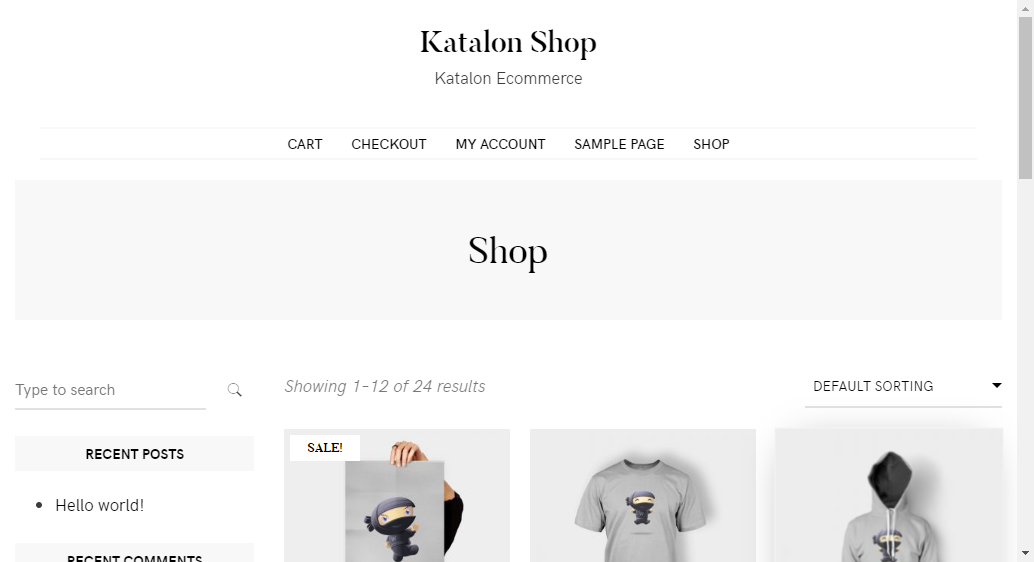 Katalon Shop
Katalon Ecommerce
CART CHECKOUT MY ACCOUNT SAMPLE PAGE SHOP
Shop
Type to search
Showing 1–12 of 24 results
DEFAULT SORTING
RECENT POSTS
Hello world!
RECENT COMMENTS
SALE!